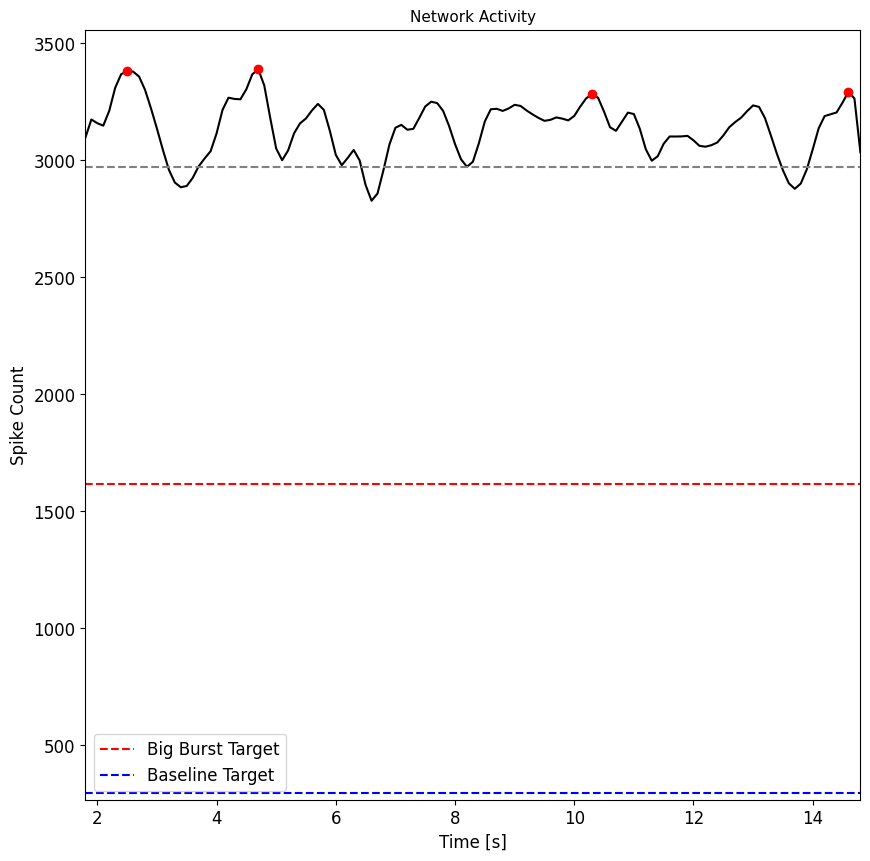 Network Activity
3500
3000
2500
2000
1500
1000
500
Spike Count
Big Burst Target
Baseline Target
2 4 6 8 10 12 14
Time [s]